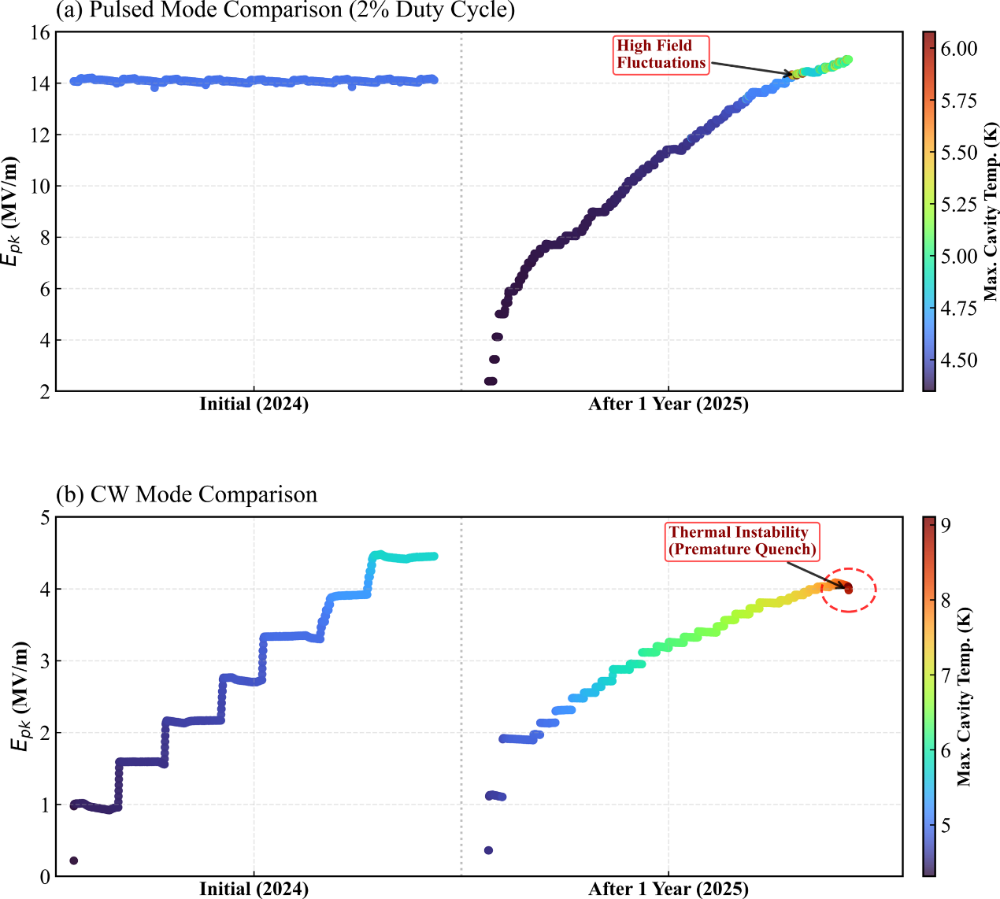 (a) Pulsed Mode Comparison (2% Duty Cycle)
16
14
12
10
8
6
4
2
E_pk (MV/m)
High Field
Fluctuations
Initial (2024)
After 1 Year (2025)
6.00
5.75
5.50
5.25
5.00
4.75
4.50
Max. Cavity Temp. (K)
(b) CW Mode Comparison
5
4
3
2
1
0
E_pk (MV/m)
Thermal Instability
(Premature Quench)
Initial (2024)
After 1 Year (2025)
9
8
7
6
5
Max. Cavity Temp. (K)